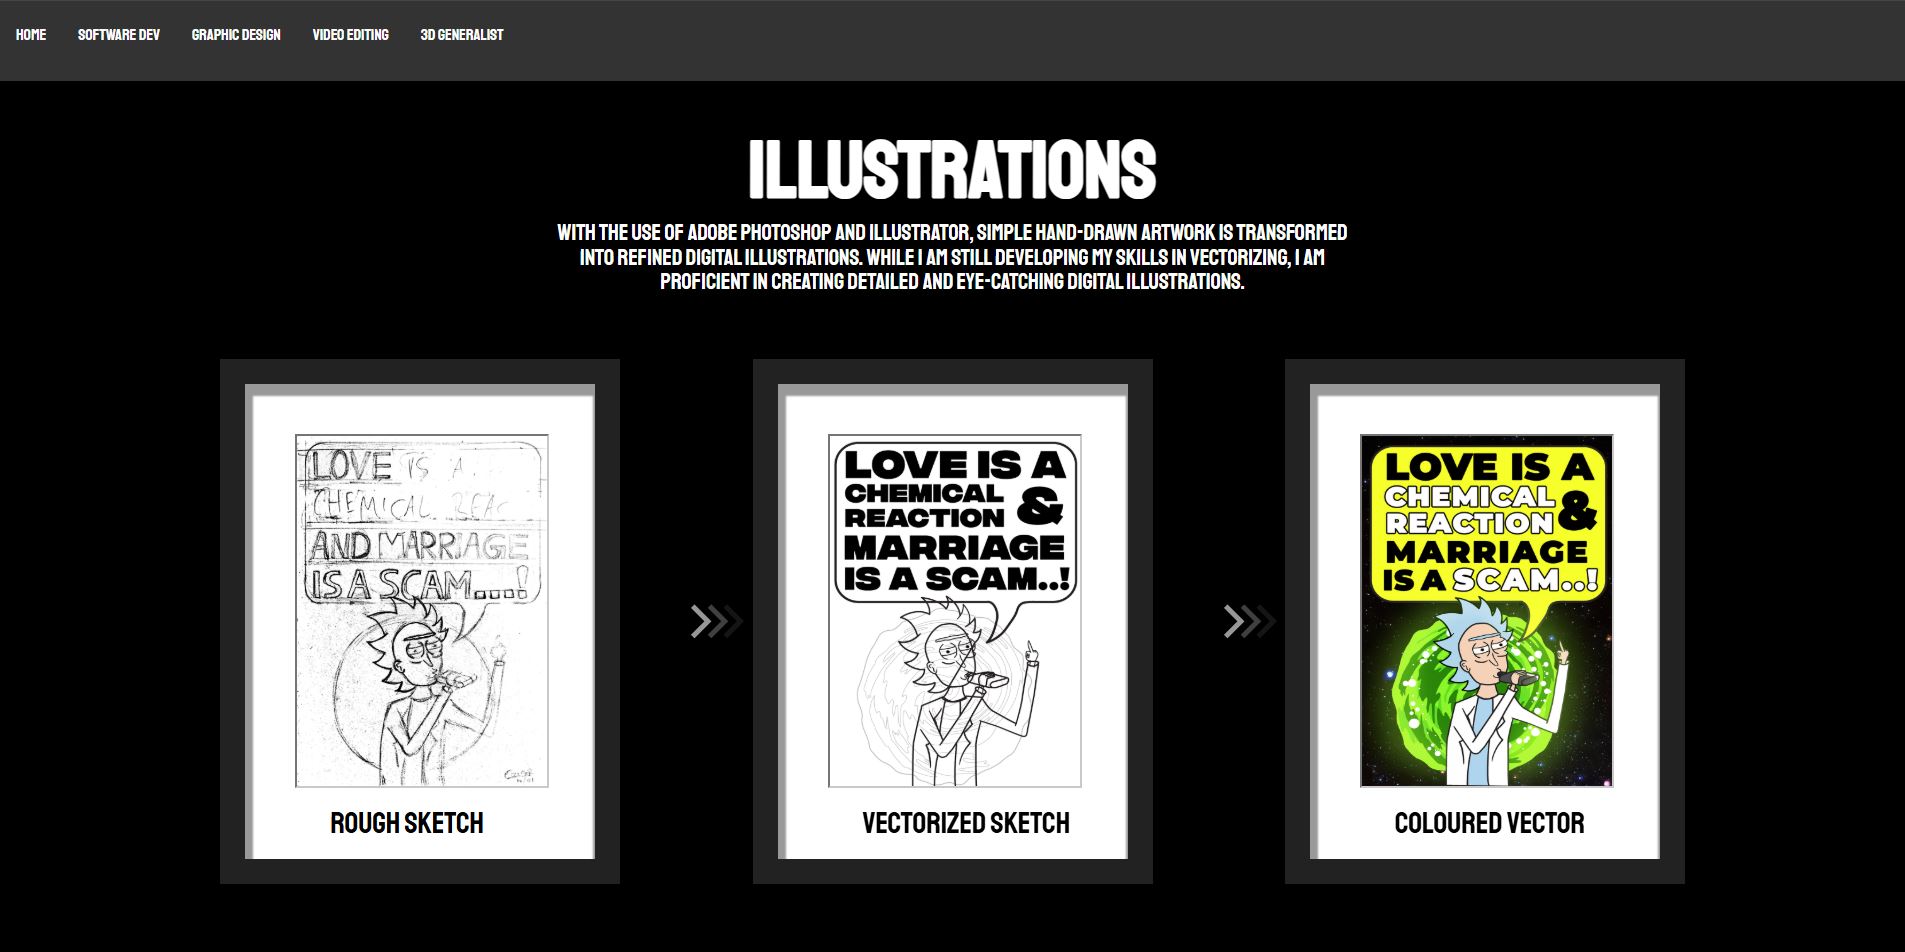 HOME
SOFTWARE DEV
GRAPHIC DESIGN
VIDEO EDITING
3D GENERALIST
ILLUSTRATIONS
WITH THE USE OF ADOBE PHOTOSHOP AND ILLUSTRATOR, SIMPLE HAND-DRAWN ARTWORK IS TRANSFORMED
INTO REFINED DIGITAL ILLUSTRATIONS. WHILE I AM STILL DEVELOPING MY SKILLS IN VECTORIZING, I AM
PROFICIENT IN CREATING DETAILED AND EYE-CATCHING DIGITAL ILLUSTRATIONS.
LOVE IS A...
CHEMICAL REAC
AND MARRIAGE
IS A SCAM....!
ROUGH SKETCH
LOVE IS A
CHEMICAL
REACTION &
MARRIAGE
IS A SCAM..!
VECTORIZED SKETCH
LOVE IS A
CHEMICAL
REACTION &
MARRIAGE
IS A SCAM..!
COLOURED VECTOR